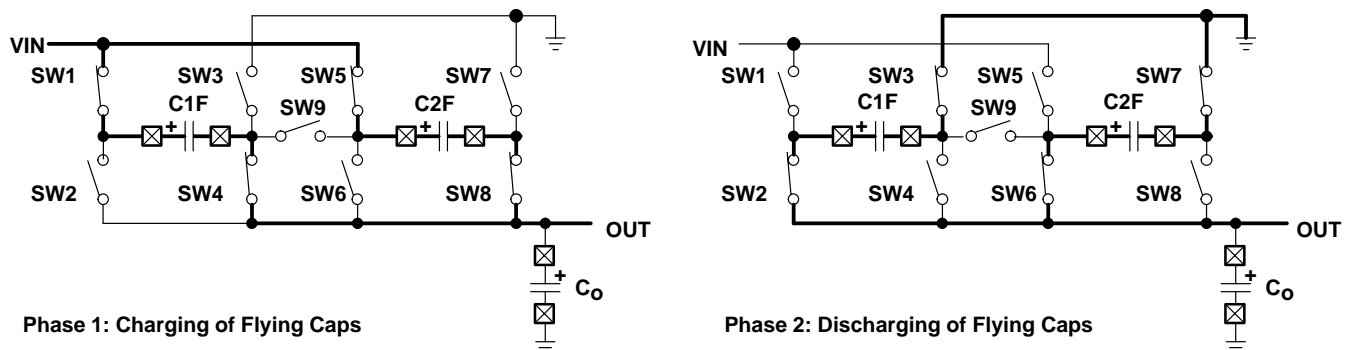 VIN
SW1
SW3
SW5
SW7
C1F
SW9
C2F
+
+
SW2
SW4
SW6
SW8
OUT
+
Co
Phase 1: Charging of Flying Caps
VIN
SW1
SW3
SW5
SW7
C1F
SW9
C2F
+
+
SW2
SW4
SW6
SW8
OUT
+
Co
Phase 2: Discharging of Flying Caps